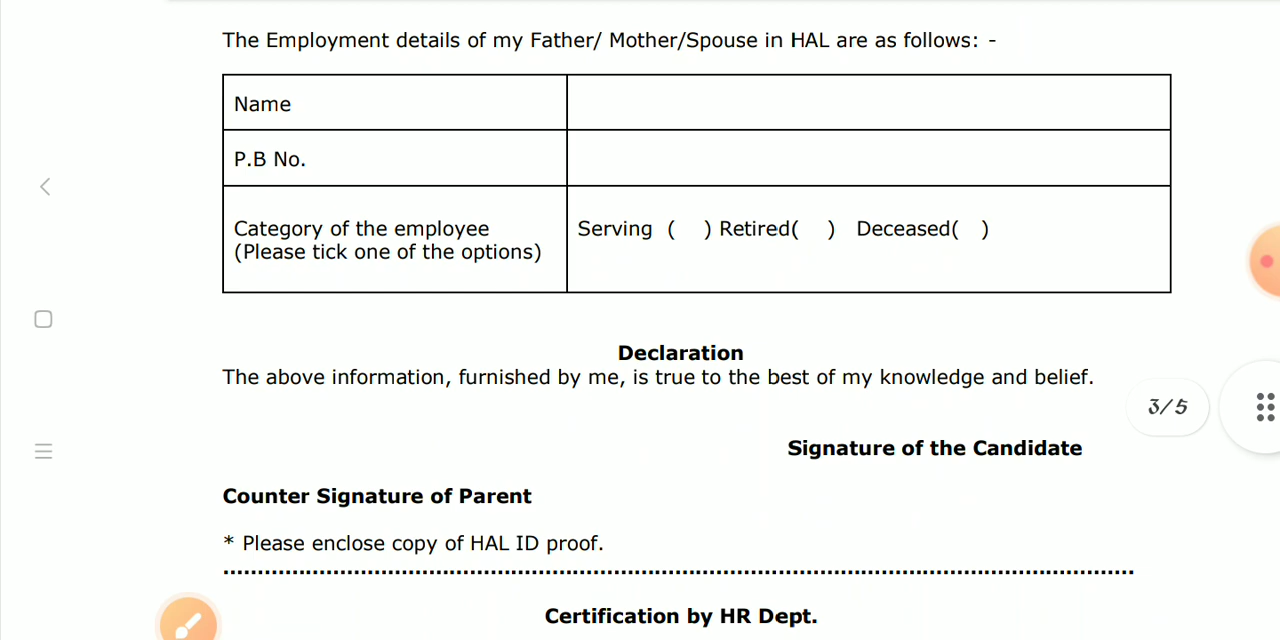 The Employment details of my Father/ Mother/Spouse in HAL are as follows: -
Name
P.B No.
Category of the employee
(Please tick one of the options)
Serving ( ) Retired( ) Deceased( )
Declaration
The above information, furnished by me, is true to the best of my knowledge and belief.
3/5
Signature of the Candidate
Counter Signature of Parent
* Please enclose copy of HAL ID proof.
Certification by HR Dept.